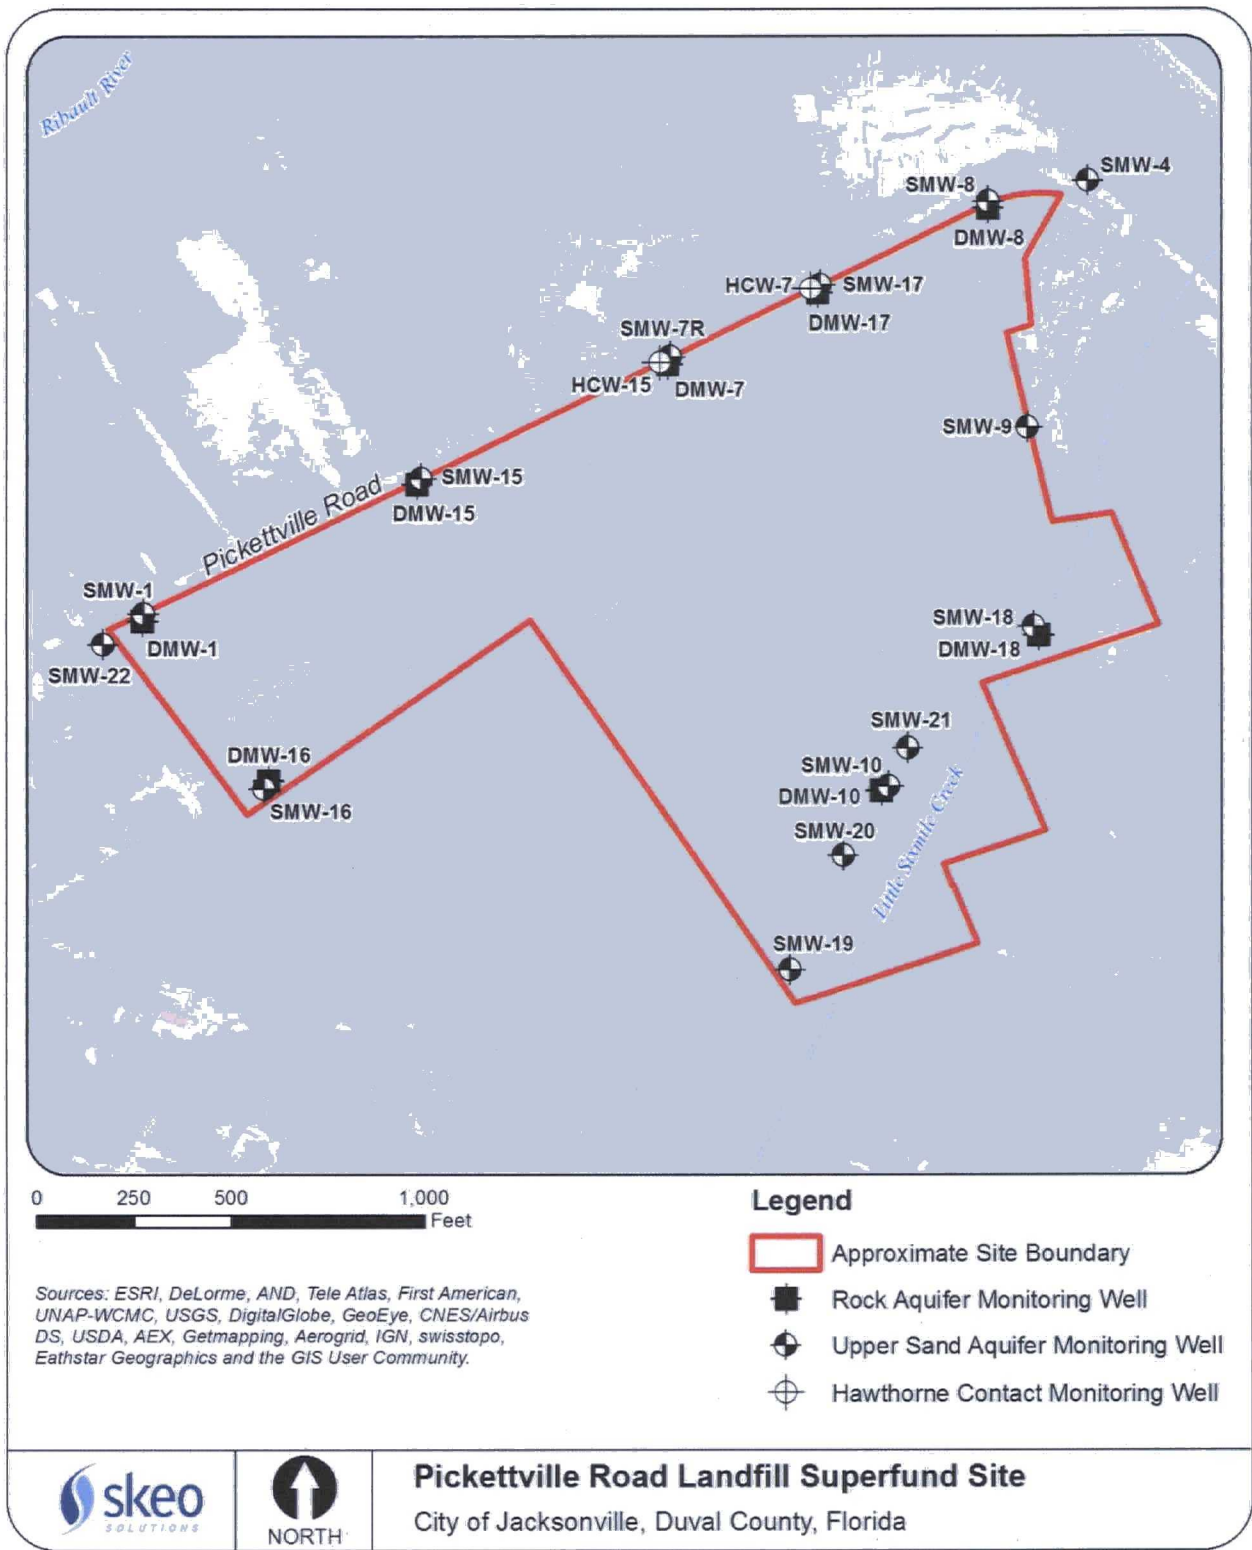 Ribault River
SMW-4
SMW-8
DMW-8
HCW-7
SMW-17
DMW-17
SMW-7R
HCW-15
DMW-7
SMW-9
SMW-15
DMW-15
Pickettville Road
SMW-1
DMW-1
SMW-22
SMW-18
DMW-18
SMW-21
DMW-16
SMW-10
DMW-10
SMW-16
SMW-20
Little Sixmile Creek
SMW-19
0 250 500 1,000
Feet
Legend
Approximate Site Boundary
Rock Aquifer Monitoring Well
Upper Sand Aquifer Monitoring Well
Hawthorne Contact Monitoring Well
Sources: ESRI, DeLorme, AND, Tele Atlas, First American,
UNAP-WCMC, USGS, DigitalGlobe, GeoEye, CNES/Airbus
DS, USDA, AEX, Getmapping, Aerogrid, IGN, swisstopo,
Eathstar Geographics and the GIS User Community.
skeo
SOLUTIONS
NORTH
Pickettville Road Landfill Superfund Site
City of Jacksonville, Duval County, Florida